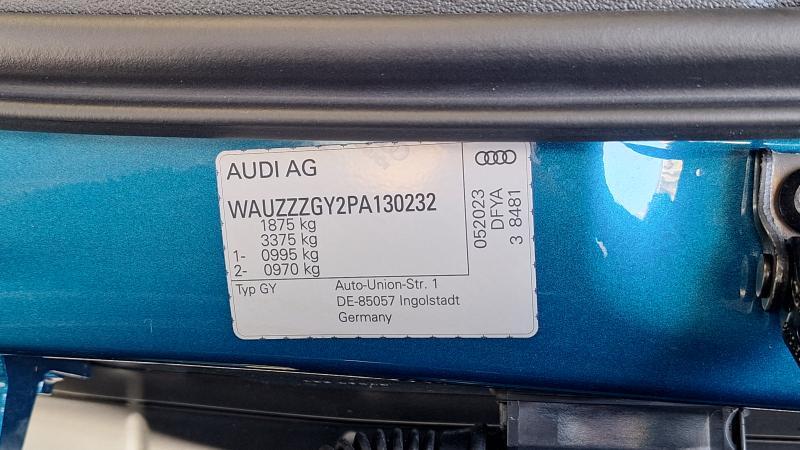 AUDI AG
WAUZZZGY2PA130232
1875 kg
3375 kg
1- 0995 kg
2- 0970 kg
Typ GY
Auto-Union-Str. 1
DE-85057 Ingolstadt
Germany
052023
DFYA
3 8481